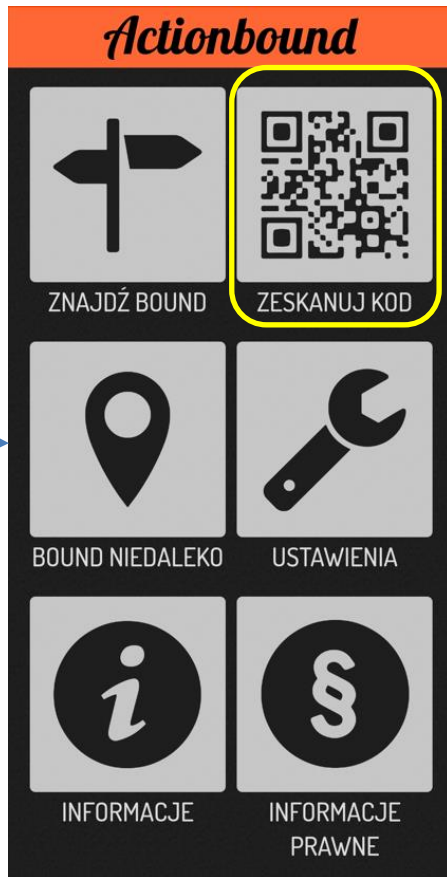 Actionbound
ZNAJDŹ BOUND
ZESKANUJ KOD
BOUND NIEDALEKO
USTAWIENIA
INFORMACJE
INFORMACJE
PRAWNE